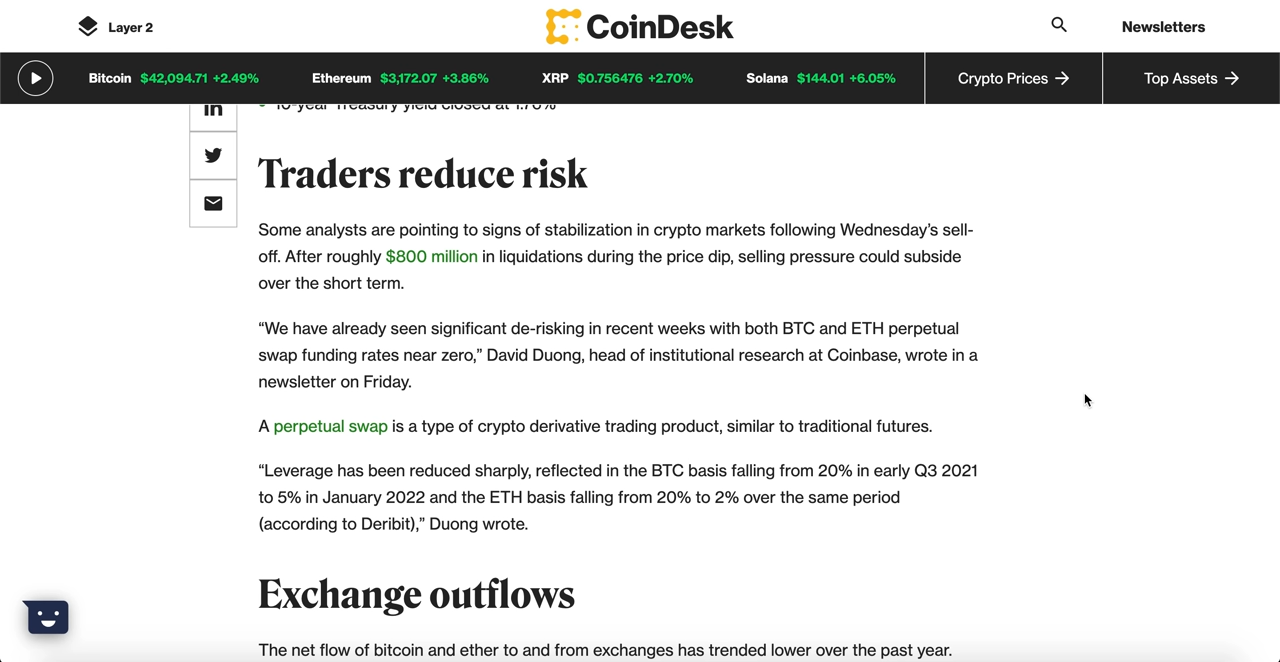 Layer 2
CoinDesk
Newsletters
Bitcoin $42,094.71 +2.49% Ethereum $3,172.07 +3.86% XRP $0.756476 +2.70% Solana $144.01 +6.05% Crypto Prices → Top Assets →
in
10-year Treasury yield closed at 1.76%
Traders reduce risk
Some analysts are pointing to signs of stabilization in crypto markets following Wednesday’s sell-
off. After roughly $800 million in liquidations during the price dip, selling pressure could subside
over the short term.
“We have already seen significant de-risking in recent weeks with both BTC and ETH perpetual
swap funding rates near zero,” David Duong, head of institutional research at Coinbase, wrote in a
newsletter on Friday.
A perpetual swap is a type of crypto derivative trading product, similar to traditional futures.
“Leverage has been reduced sharply, reflected in the BTC basis falling from 20% in early Q3 2021
to 5% in January 2022 and the ETH basis falling from 20% to 2% over the same period
(according to Deribit),” Duong wrote.
Exchange outflows
The net flow of bitcoin and ether to and from exchanges has trended lower over the past year.